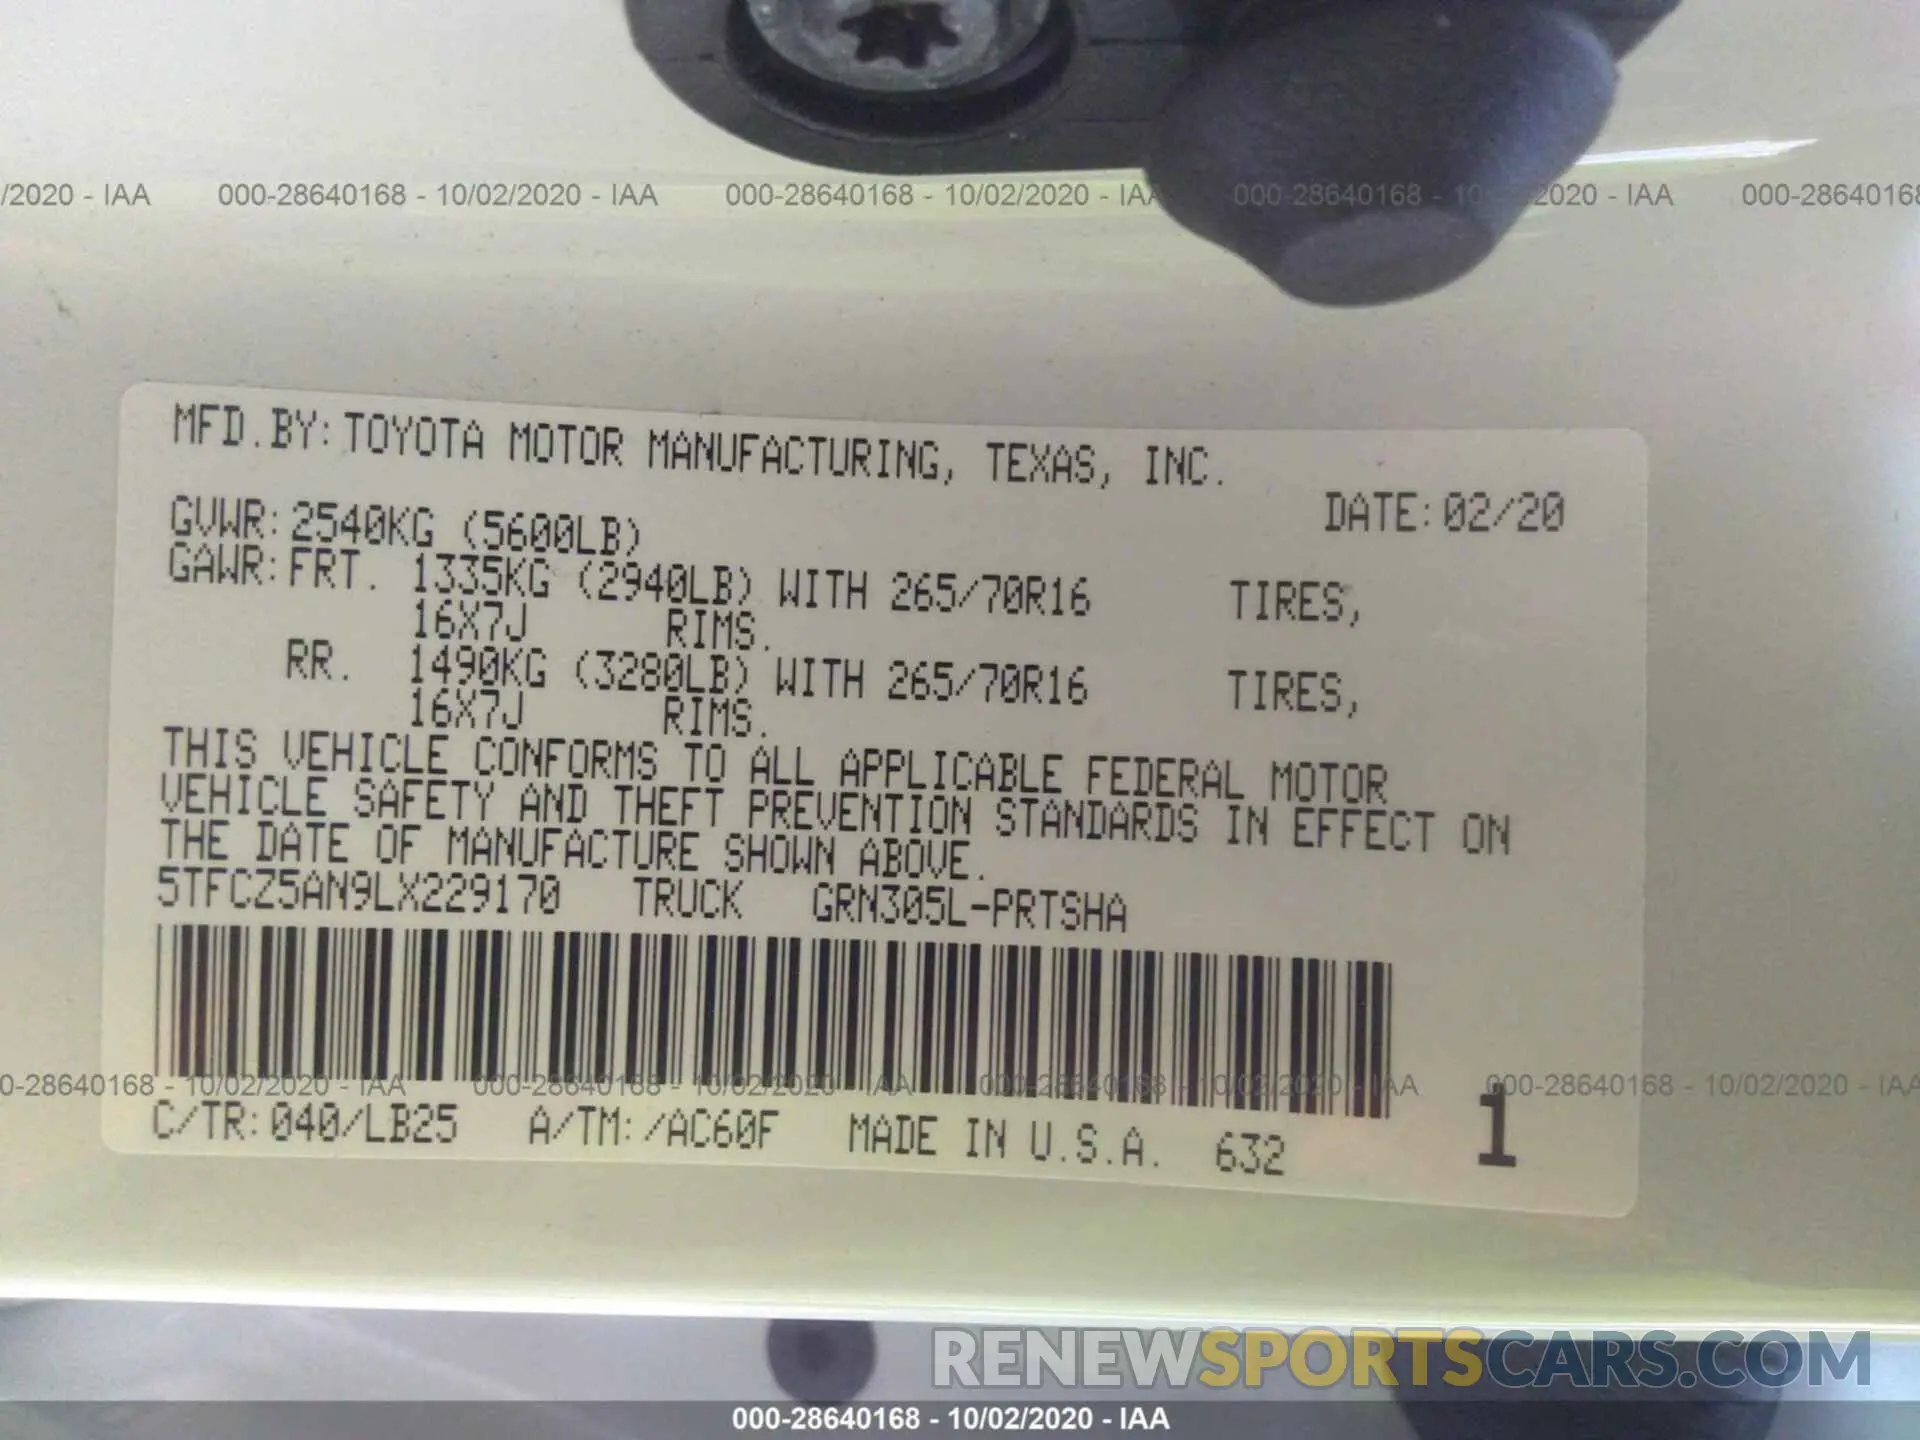 /2020 - IAA 000-28640168 - 10/02/2020 - IAA 000-28640168 - 10/02/2020 - IAA 000-28640168 - 10/02/2020 - IAA 000-28640168
MFD.BY:TOYOTA MOTOR MANUFACTURING, TEXAS, INC.
GVWR:2540KG (5600LB) DATE:02/20
GAWR:FRT. 1335KG (2940LB) WITH 265/70R16 TIRES,
16X7J RIMS.
RR. 1490KG (3280LB) WITH 265/70R16 TIRES,
16X7J RIMS.
THIS VEHICLE CONFORMS TO ALL APPLICABLE FEDERAL MOTOR
VEHICLE SAFETY AND THEFT PREVENTION STANDARDS IN EFFECT ON
THE DATE OF MANUFACTURE SHOWN ABOVE.
5TFCZ5AN9LX229170 TRUCK GRN305L-PRTSHA
0-28640168 - 10/02/2020 - IAA 000-28640168 - 10/02/2020 - IAA 000-28640168 - 10/02/2020 - IAA 000-28640168 - 10/02/2020 - IAA
C/TR:040/LB25 A/TM:/AC60F MADE IN U.S.A. 632 1
RENEWSPORTSCARS.COM
000-28640168 - 10/02/2020 - IAA